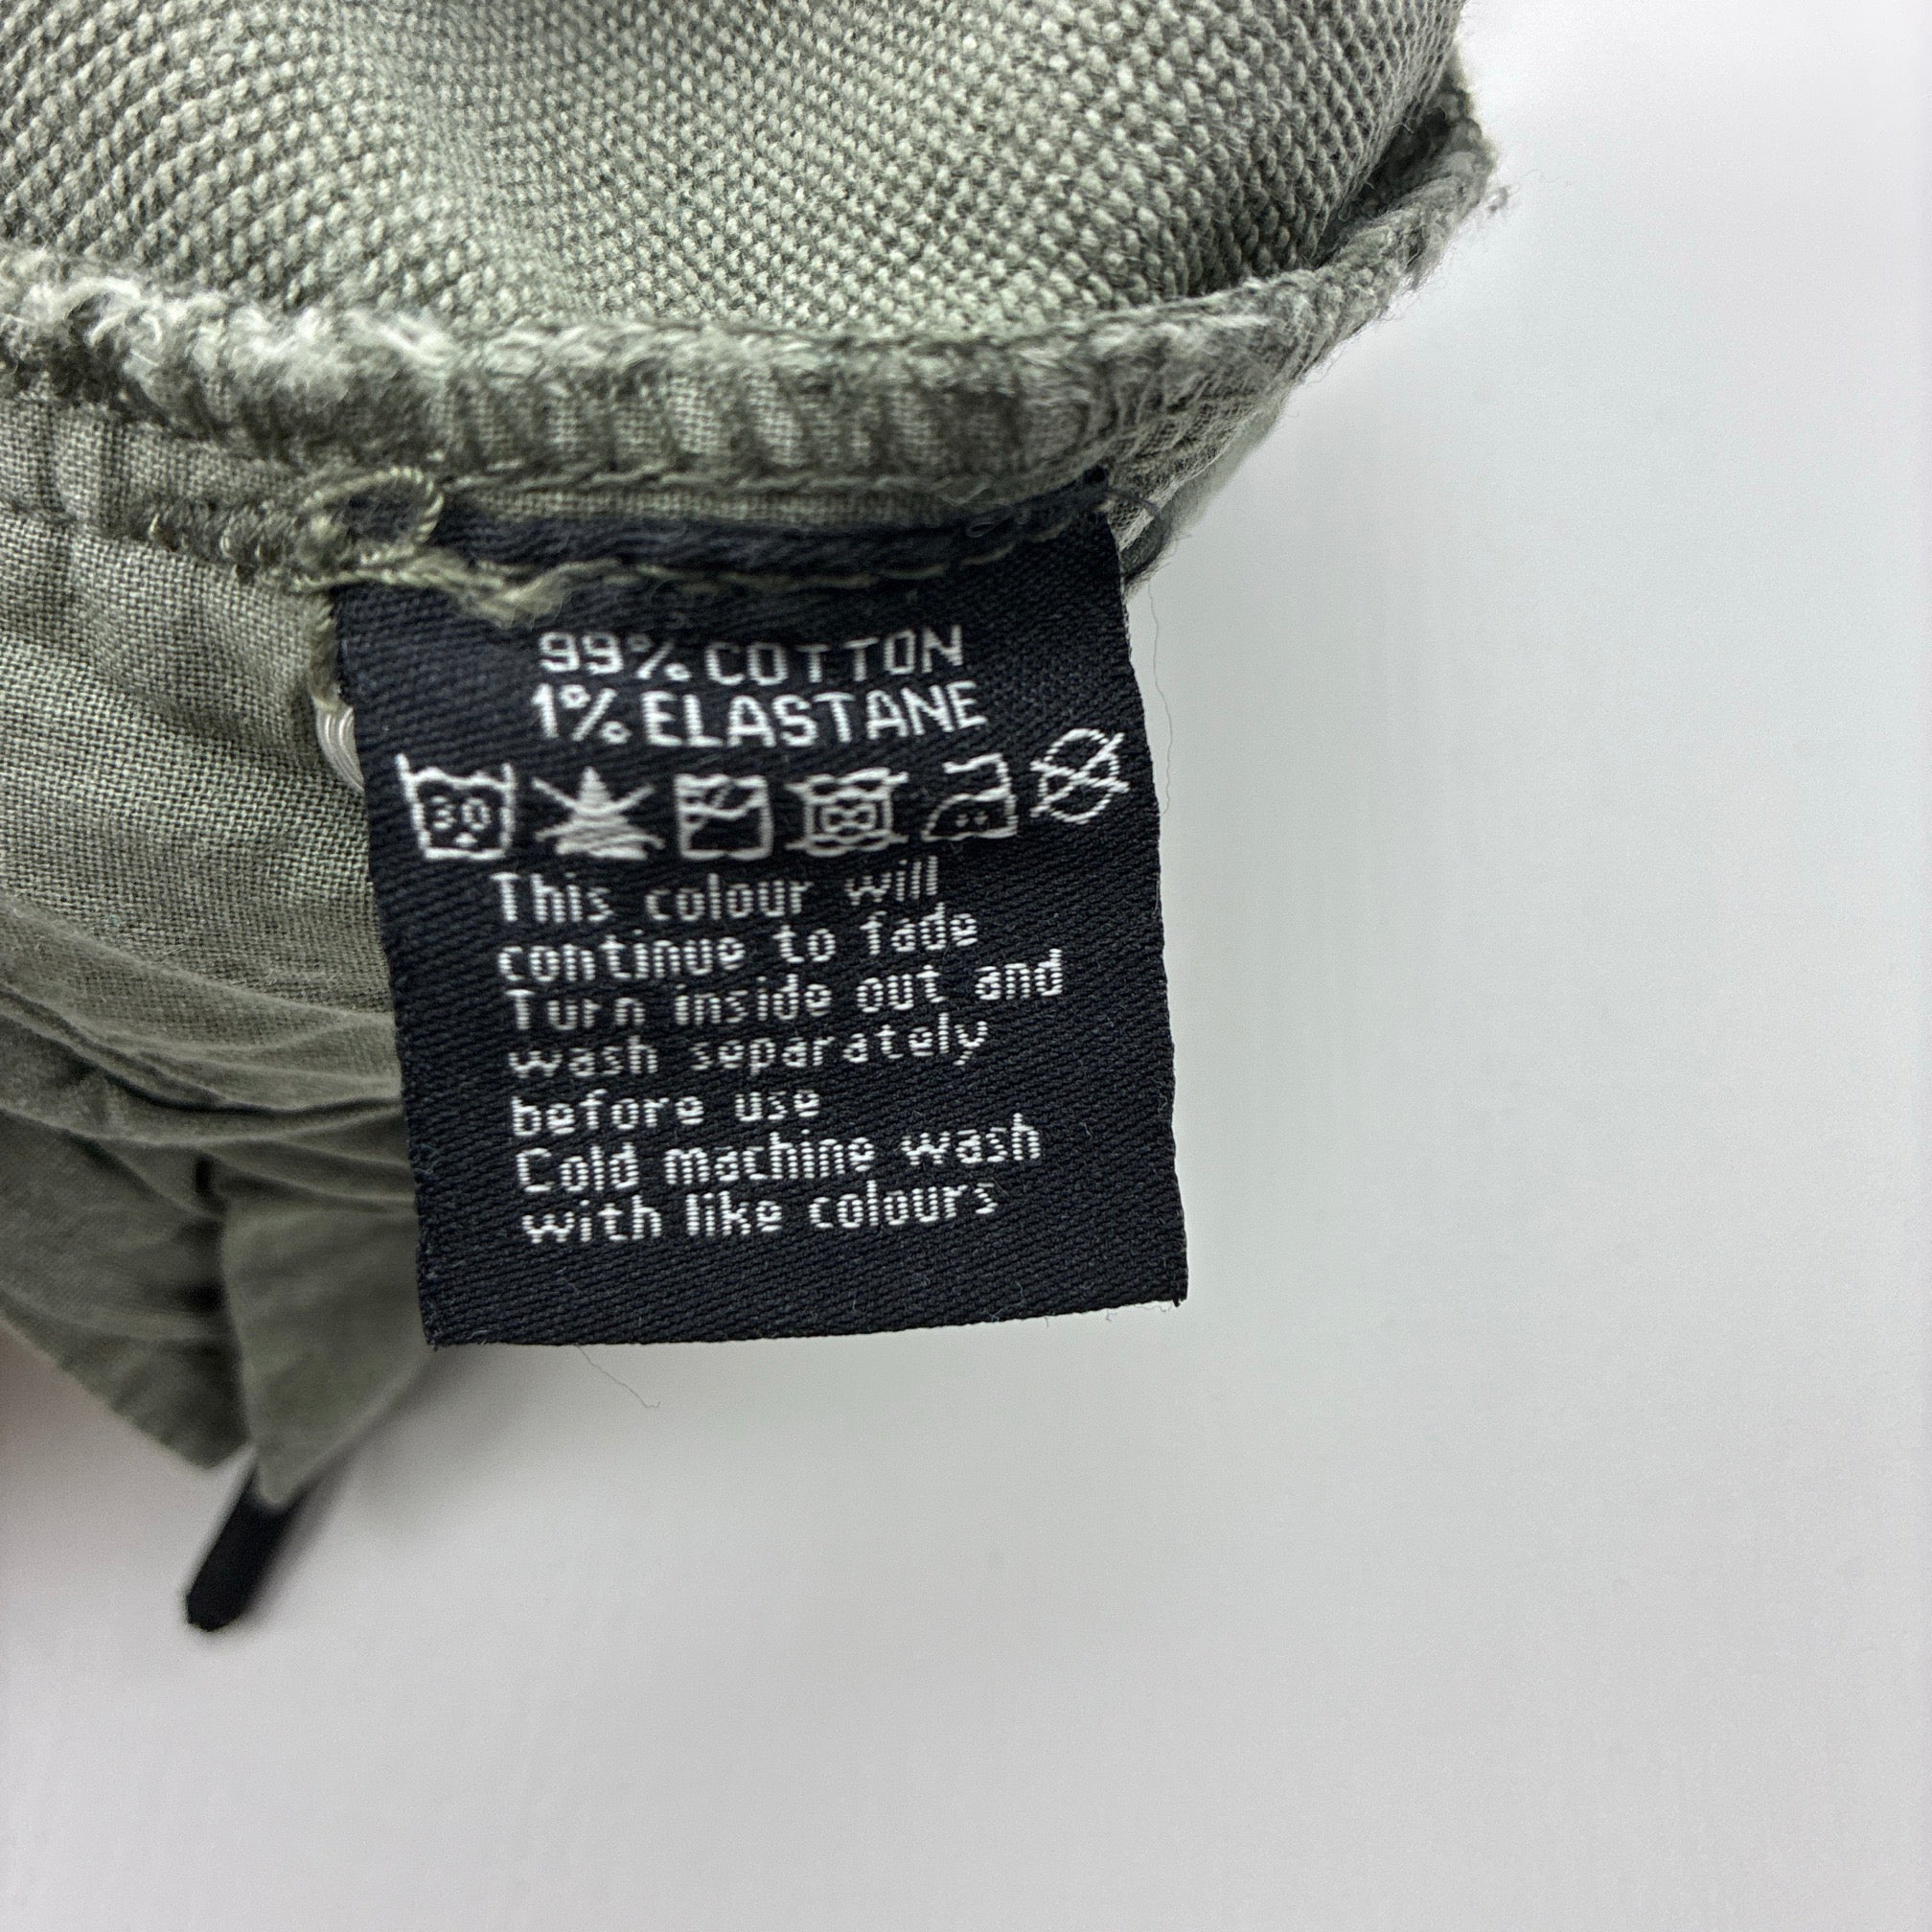 99% COTTON
1% ELASTANE
30
This colour will
continue to fade
Turn inside out and
wash separately
before use
Cold machine wash
with like colours